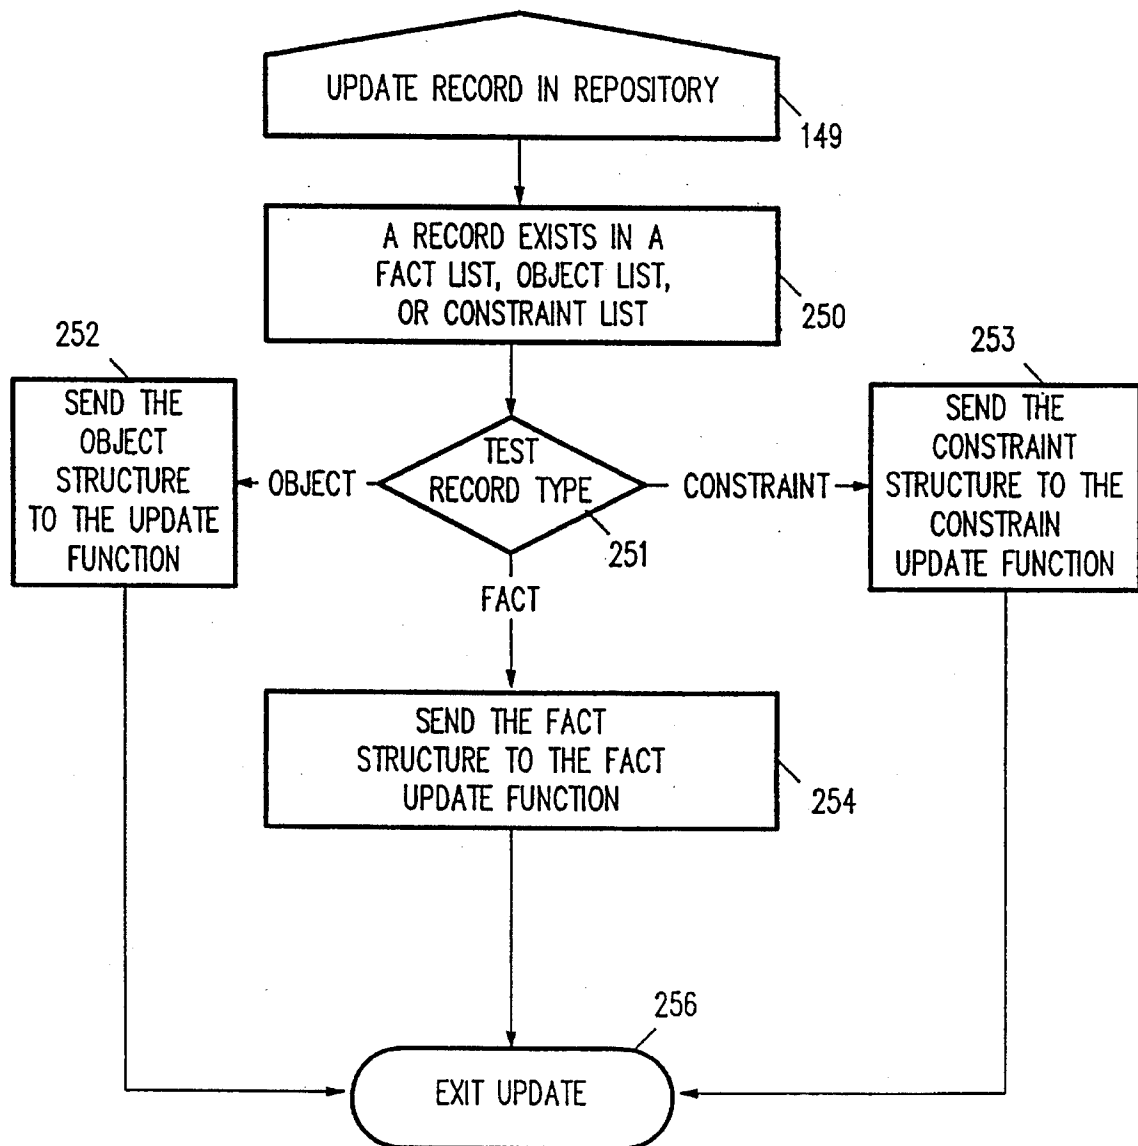 UPDATE RECORD IN REPOSITORY
149
A RECORD EXISTS IN A
FACT LIST, OBJECT LIST,
OR CONSTRAINT LIST
250
252
SEND THE
OBJECT
STRUCTURE
TO THE UPDATE
FUNCTION
OBJECT
TEST
RECORD TYPE
251
CONSTRAINT
253
SEND THE
CONSTRAINT
STRUCTURE TO THE
CONSTRAIN
UPDATE FUNCTION
FACT
SEND THE FACT
STRUCTURE TO THE FACT
UPDATE FUNCTION
254
256
EXIT UPDATE